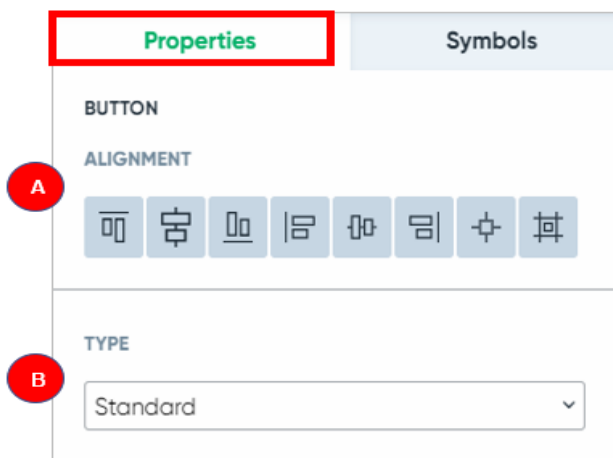 Properties Symbols
BUTTON
ALIGNMENT
A
TYPE
B
Standard